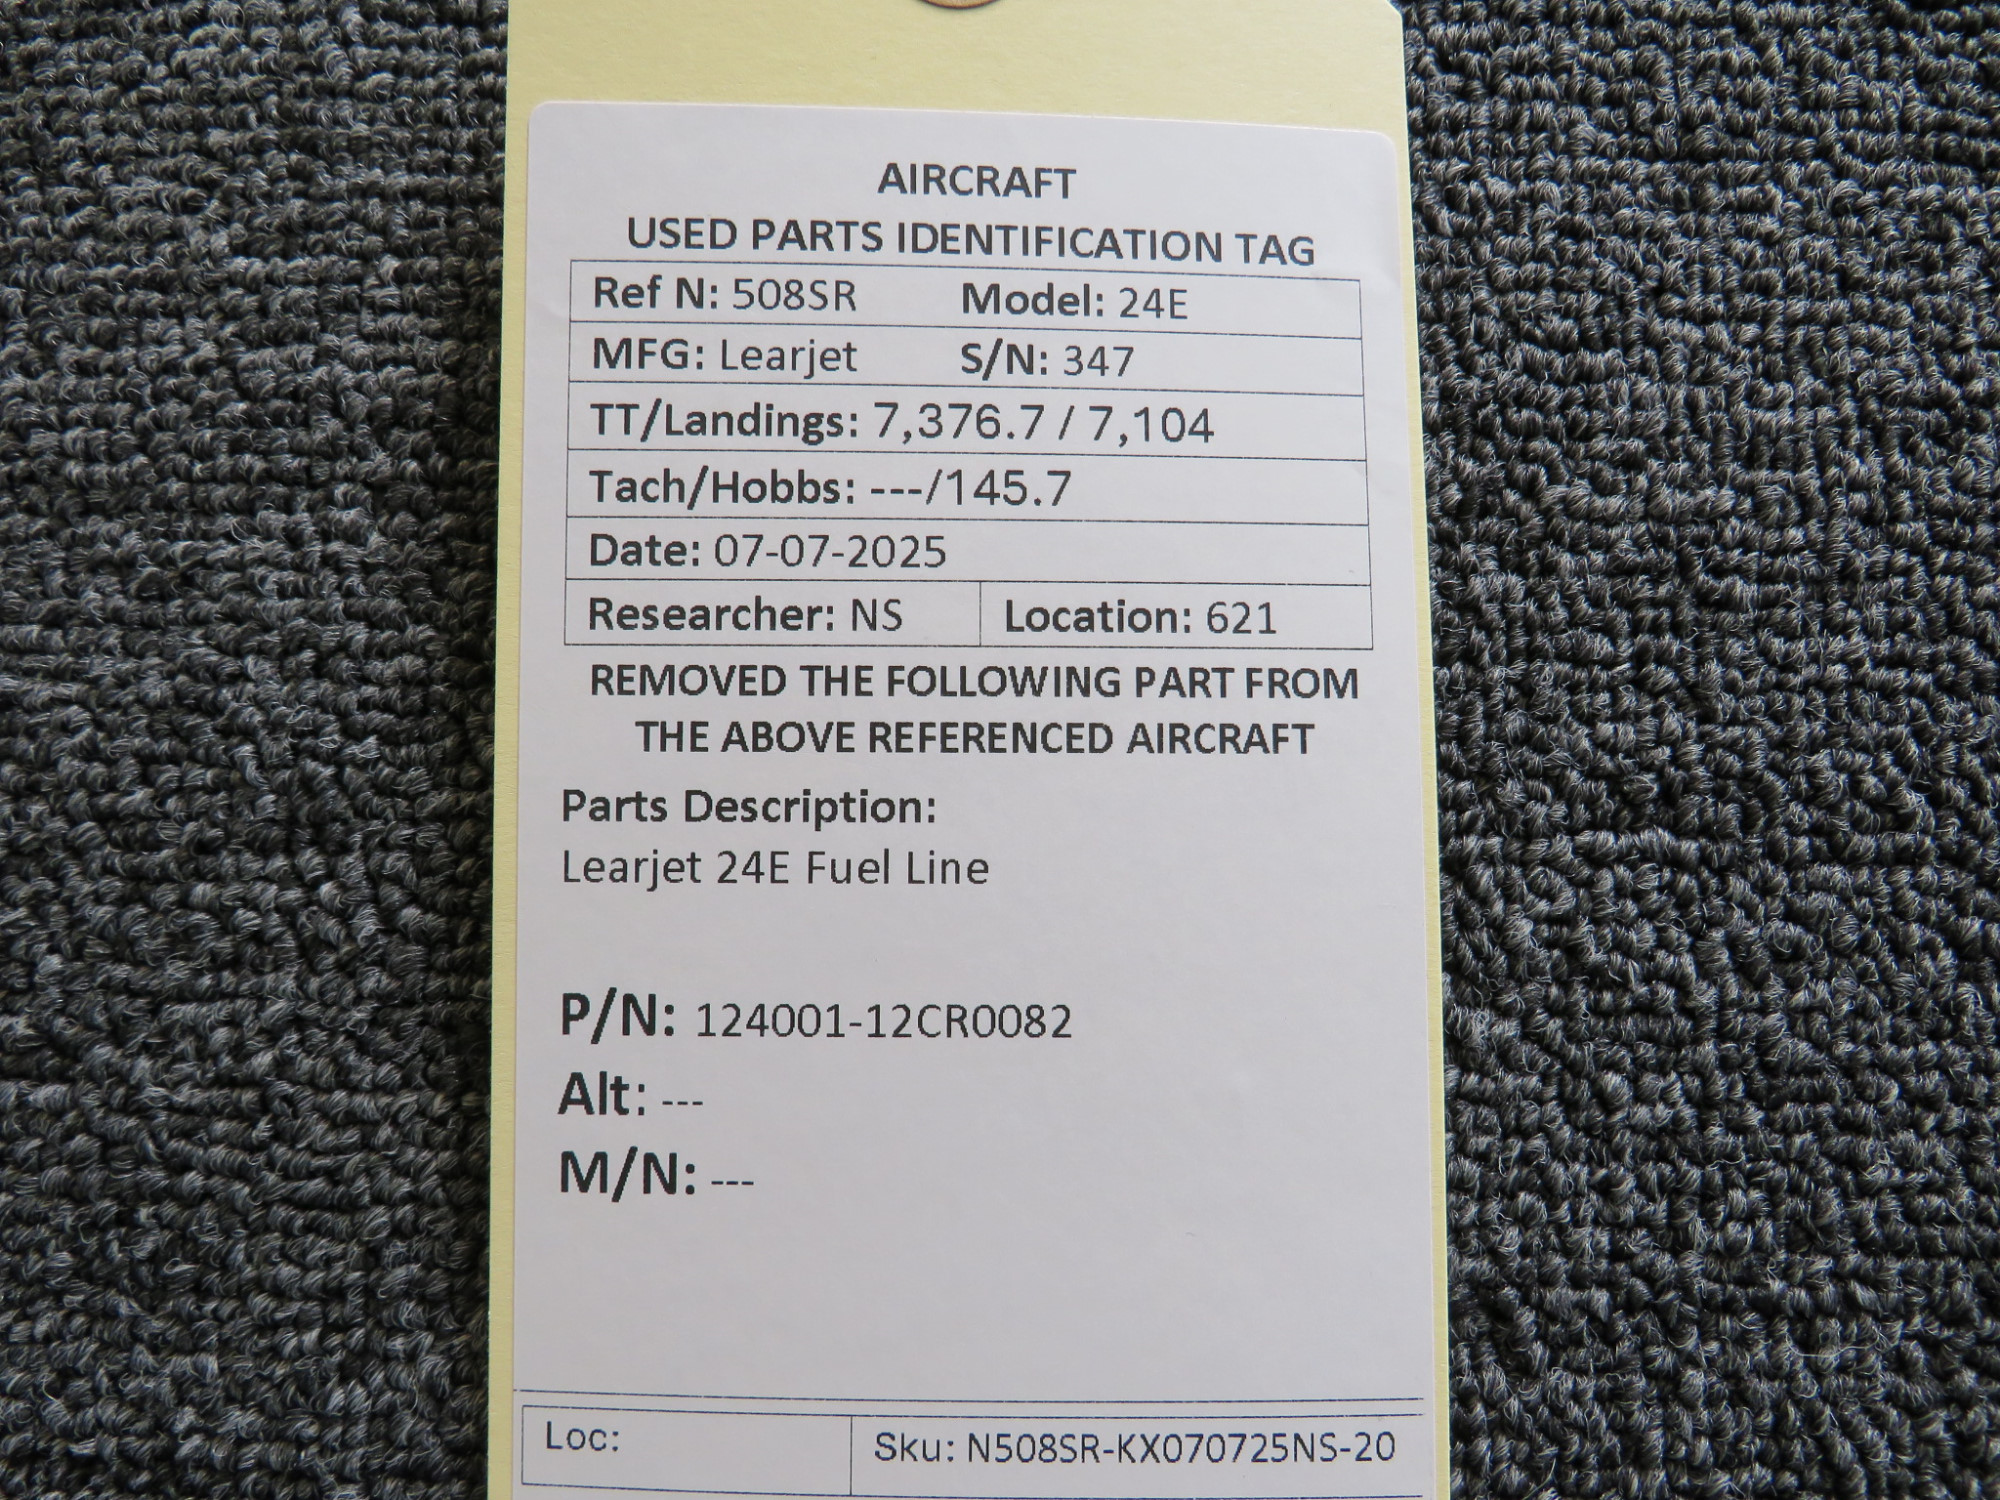 AIRCRAFT
USED PARTS IDENTIFICATION TAG
Ref N: 508SR Model: 24E
MFG: Learjet S/N: 347
TT/Landings: 7,376.7 / 7,104
Tach/Hobbs: ---/145.7
Date: 07-07-2025
Researcher: NS Location: 621
REMOVED THE FOLLOWING PART FROM
THE ABOVE REFERENCED AIRCRAFT
Parts Description:
Learjet 24E Fuel Line
P/N: 124001-12CR0082
Alt: ---
M/N: ---
Loc: Sku: N508SR-KX070725NS-20